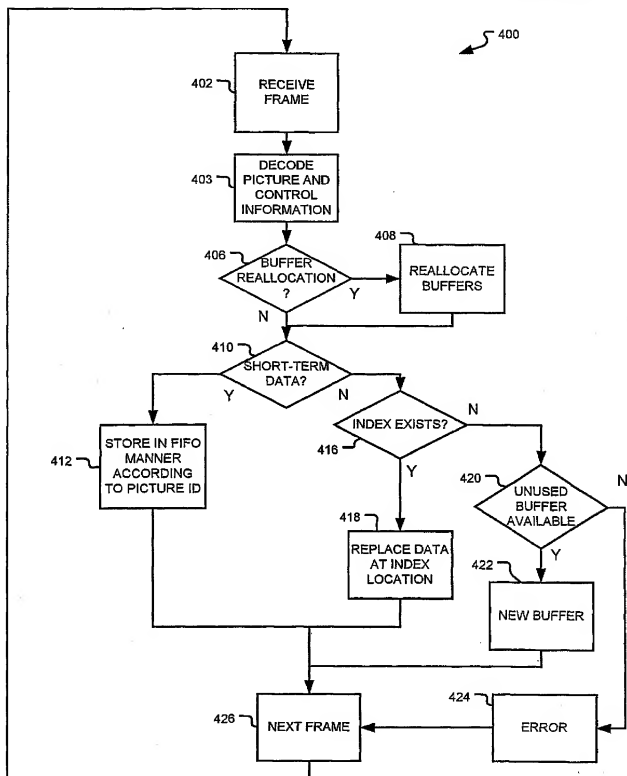 400
402
RECEIVE
FRAME
403
DECODE
PICTURE AND
CONTROL
INFORMATION
406
BUFFER
REALLOCATION
?
Y
N
408
REALLOCATE
BUFFERS
410
SHORT-TERM
DATA?
Y
N
412
STORE IN FIFO
MANNER
ACCORDING
TO PICTURE ID
INDEX EXISTS?
416
N
Y
420
UNUSED
BUFFER
AVAILABLE
N
Y
418
REPLACE DATA
AT INDEX
LOCATION
422
NEW BUFFER
426
NEXT FRAME
424
ERROR